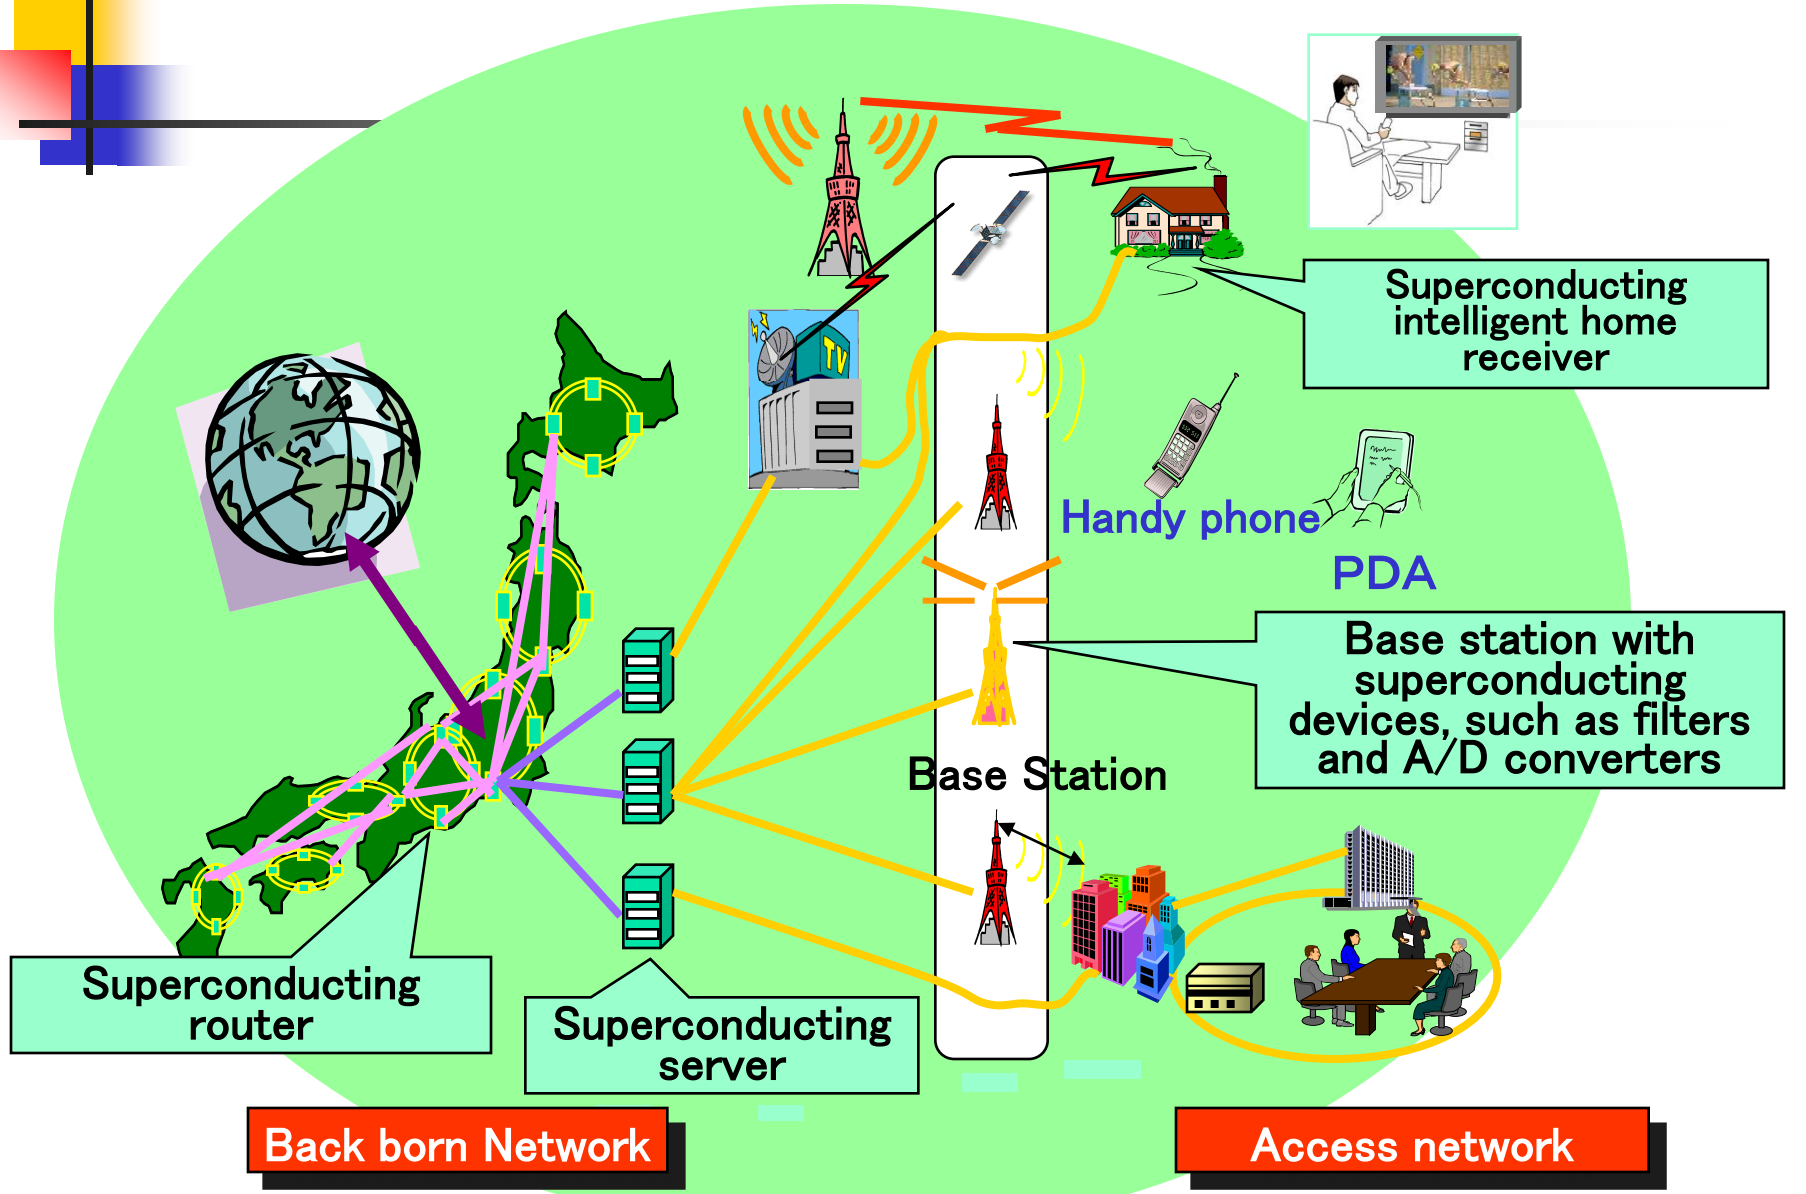 Superconducting
intelligent home
receiver
TV
Handy phone
PDA
Base station with
superconducting
devices, such as filters
and A/D converters
Base Station
Superconducting
router
Superconducting
server
Back born Network
Access network